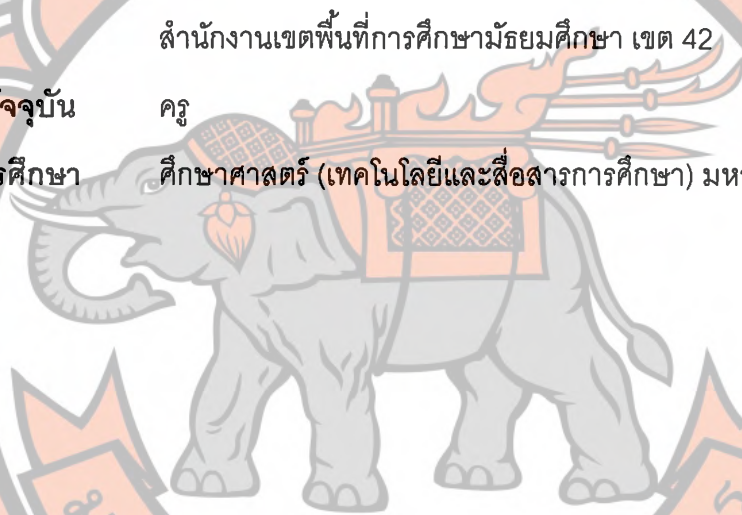 สำนักงานเขตพื้นที่การศึกษามัธยมศึกษา เขต 42
จจุบัน ครู
ศึกษา ศึกษาศาสตร์ (เทคโนโลยีและสื่อสารการศึกษา)